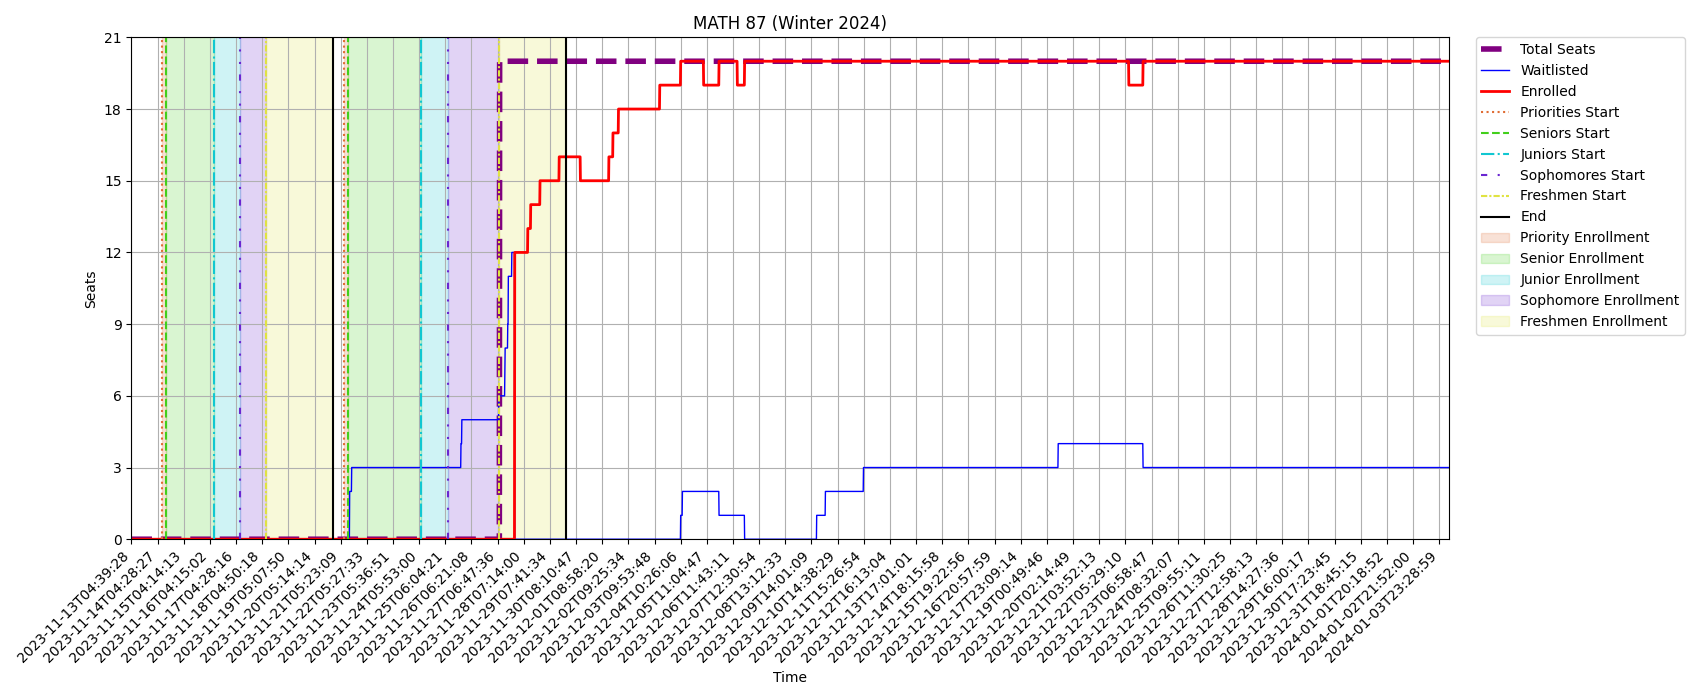 MATH 87 (Winter 2024)
21
18
15
12
9
6
3
0
Seats
2023-11-13T04:39:28
2023-11-14T04:28:27
2023-11-15T04:14:13
2023-11-16T04:15:02
2023-11-17T04:28:16
2023-11-18T04:50:18
2023-11-19T05:07:50
2023-11-20T05:14:14
2023-11-21T05:23:09
2023-11-22T05:27:33
2023-11-23T05:36:51
2023-11-24T05:53:00
2023-11-25T06:04:21
2023-11-26T06:21:08
2023-11-27T06:47:36
2023-11-28T07:14:00
2023-11-29T07:41:34
2023-11-30T08:10:47
2023-12-01T08:58:20
2023-12-02T09:25:34
2023-12-03T09:53:48
2023-12-04T10:26:06
2023-12-05T11:04:47
2023-12-06T11:43:11
2023-12-07T12:30:54
2023-12-08T13:12:33
2023-12-09T14:01:09
2023-12-10T14:38:29
2023-12-11T15:26:54
2023-12-12T16:13:04
2023-12-13T17:01:01
2023-12-14T18:15:58
2023-12-15T19:22:56
2023-12-16T20:57:59
2023-12-17T23:09:14
2023-12-19T00:49:46
2023-12-20T02:14:49
2023-12-21T03:52:13
2023-12-22T05:29:10
2023-12-23T06:58:47
2023-12-24T08:32:07
2023-12-25T09:55:11
2023-12-26T11:30:25
2023-12-27T12:58:13
2023-12-28T14:27:36
2023-12-29T16:00:17
2023-12-30T17:23:45
2023-12-31T18:45:15
2024-01-01T20:18:52
2024-01-02T21:52:00
2024-01-03T23:28:59
Time
Total Seats
Waitlisted
Enrolled
Priorities Start
Seniors Start
Juniors Start
Sophomores Start
Freshmen Start
End
Priority Enrollment
Senior Enrollment
Junior Enrollment
Sophomore Enrollment
Freshmen Enrollment